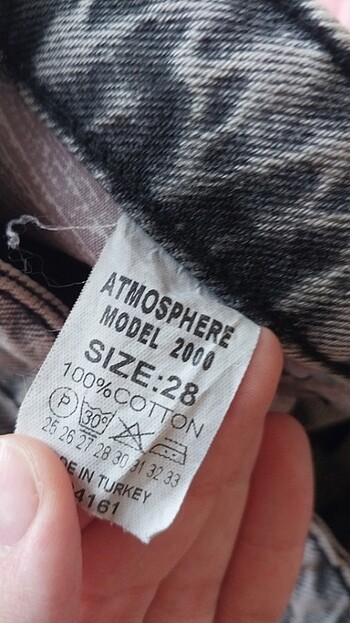 ATMOSPHERE
MODEL 2000
SIZE:28
100%COTTON
P 30°
25 26 27 28 30 31 32 33
DE IN TURKEY
4161